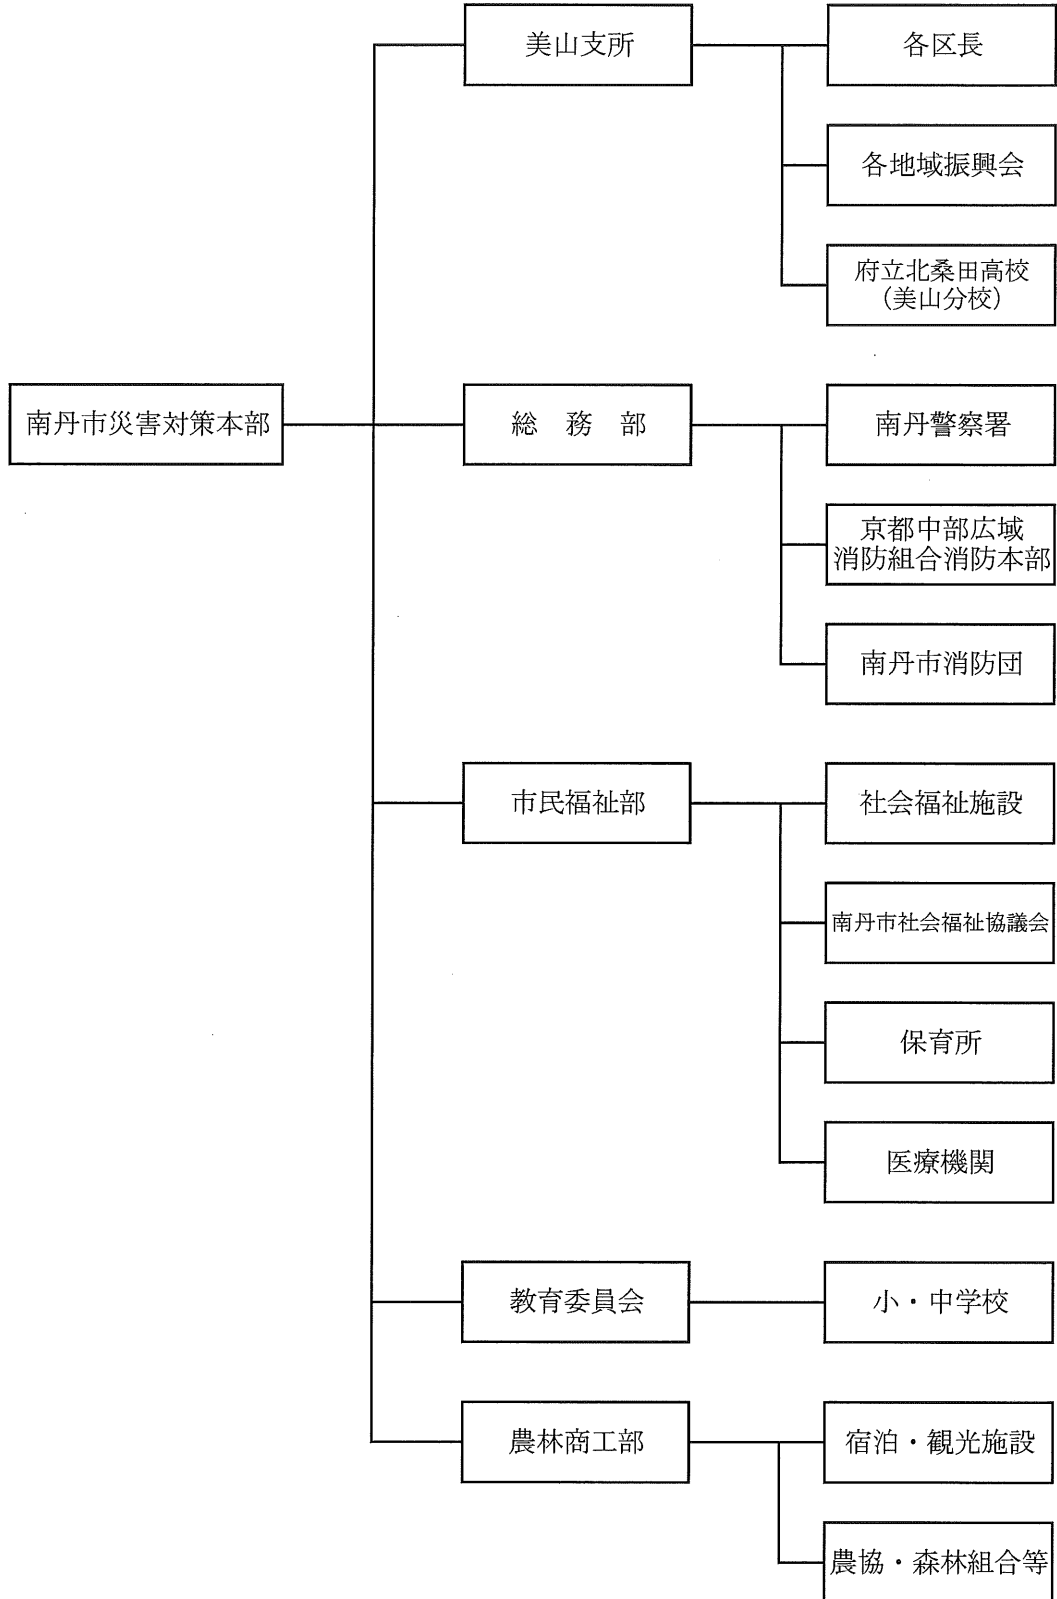 美山支所
各区長
各地域振興会
府立北桑田高校
(美山分校)
南丹市災害対策本部
総　務　部
南丹警察署
京都中部広域
消防組合消防本部
南丹市消防団
市民福祉部
社会福祉施設
南丹市社会福祉協議会
保育所
医療機関
教育委員会
小・中学校
農林商工部
宿泊・観光施設
農協・森林組合等